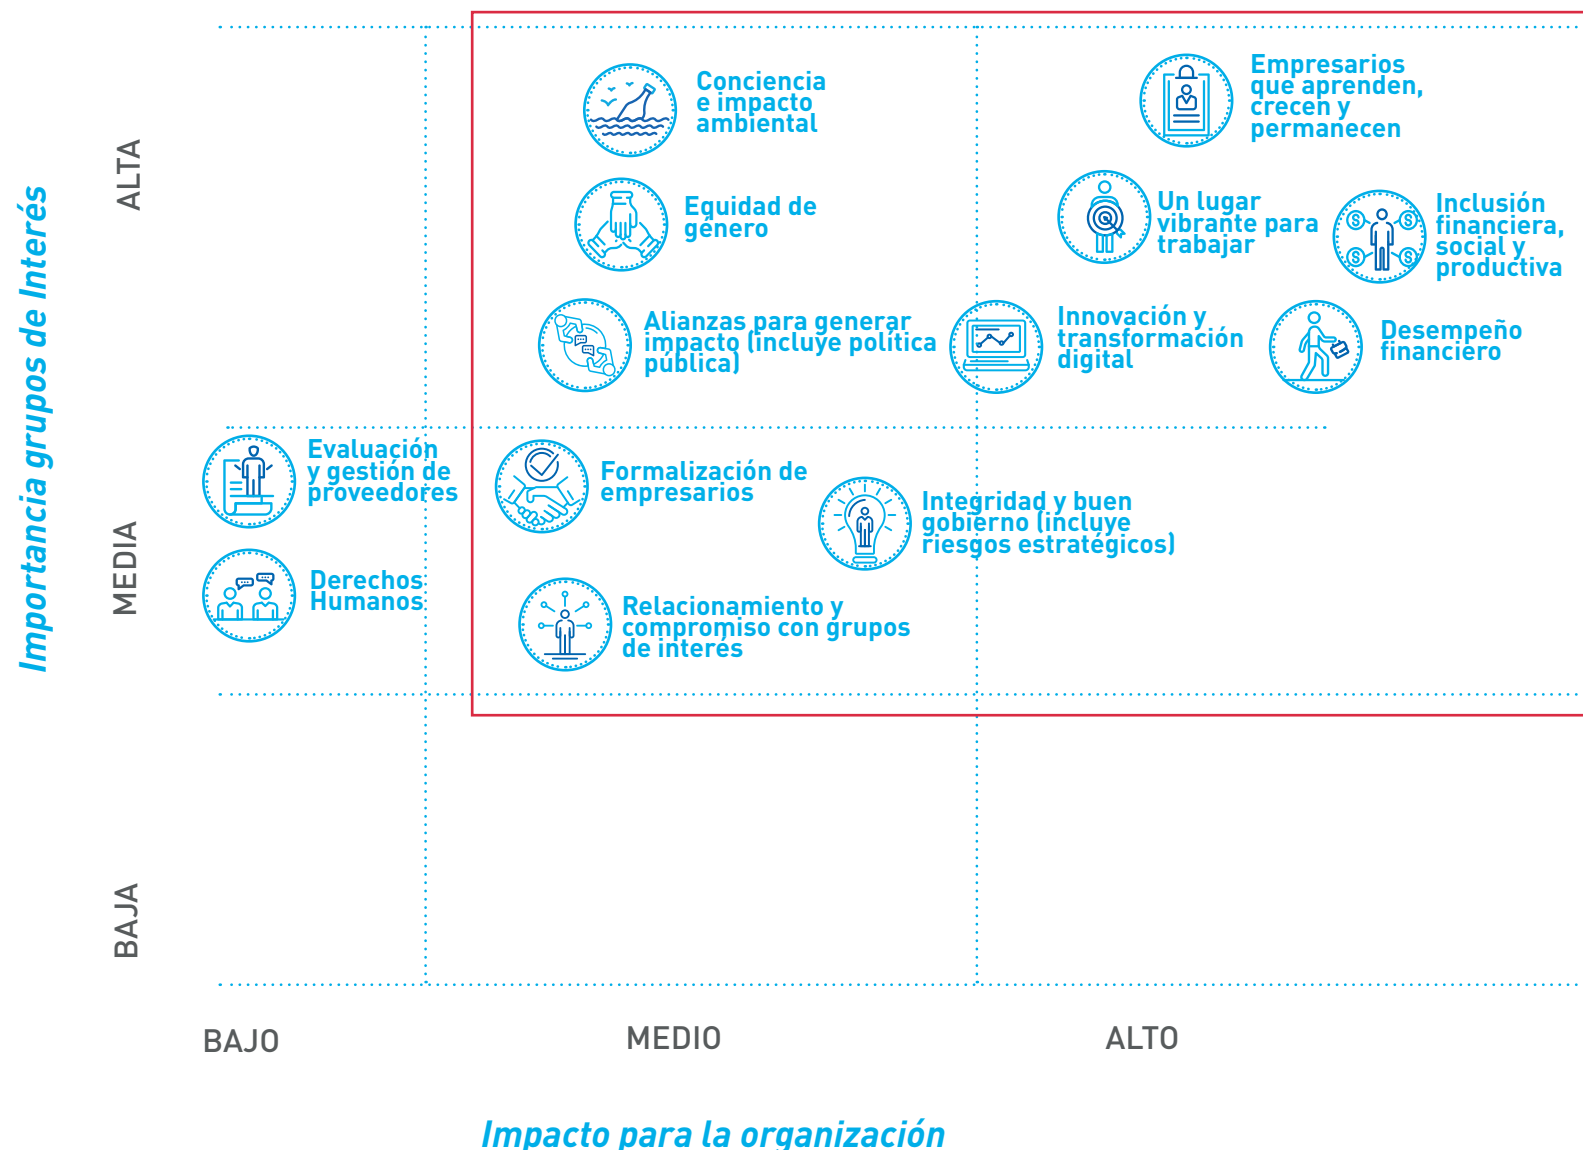 Importancia grupos de Interés
ALTA
MEDIA
BAJA
Conciencia
e impacto
ambiental
Empresarios
que aprenden,
crecen y
permanecen
Equidad de
género
Un lugar
vibrante para
trabajar
Inclusión
financiera,
social y
productiva
Alianzas para generar
impacto (incluye política
pública)
Innovación y
transformación
digital
Desempeño
financiero
Evaluación
y gestión de
proveedores
Formalización de
empresarios
Integridad y buen
gobierno (incluye
riesgos estratégicos)
Derechos
Humanos
Relacionamiento y
compromiso con grupos
de interés
BAJO
MEDIO
ALTO
Impacto para la organización